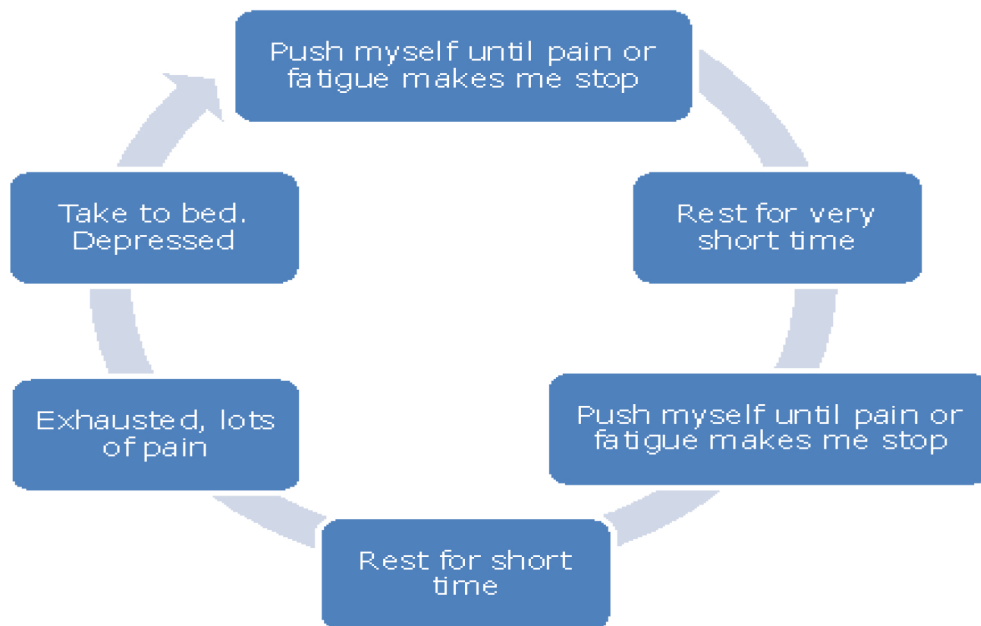 Push myself until pain or
fatigue makes me stop
Rest for very
short time
Push myself until pain or
fatigue makes me stop
Rest for short
time
Exhausted, lots
of pain
Take to bed.
Depressed